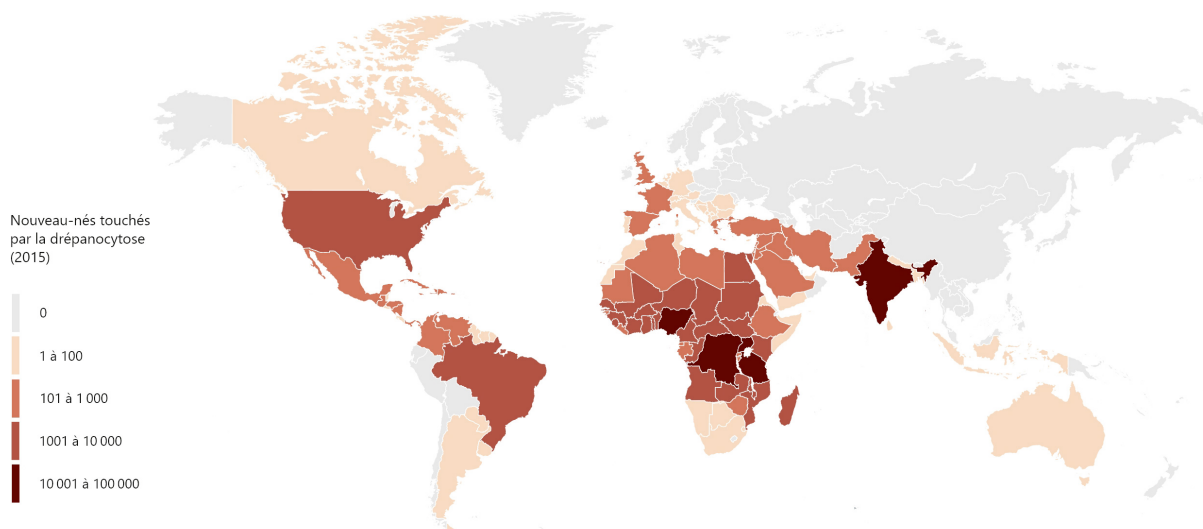 Nouveau-nés touchés
par la drépanocytose
(2015)
0
1 à 100
101 à 1 000
1001 à 10 000
10 001 à 100 000